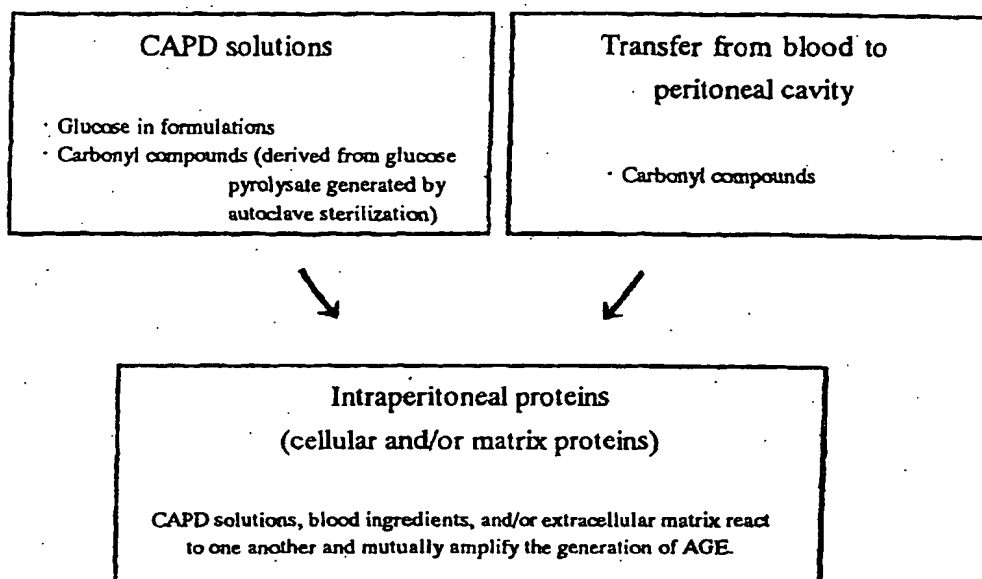 CAPD solutions
· Glucose in formulations
· Carbonyl compounds (derived from glucose
pyrolysate generated by
autoclave sterilization)
Transfer from blood to
peritoneal cavity
· Carbonyl compounds
Intraperitoneal proteins
(cellular and/or matrix proteins)
CAPD solutions, blood ingredients, and/or extracellular matrix react
to one another and mutually amplify the generation of AGE.